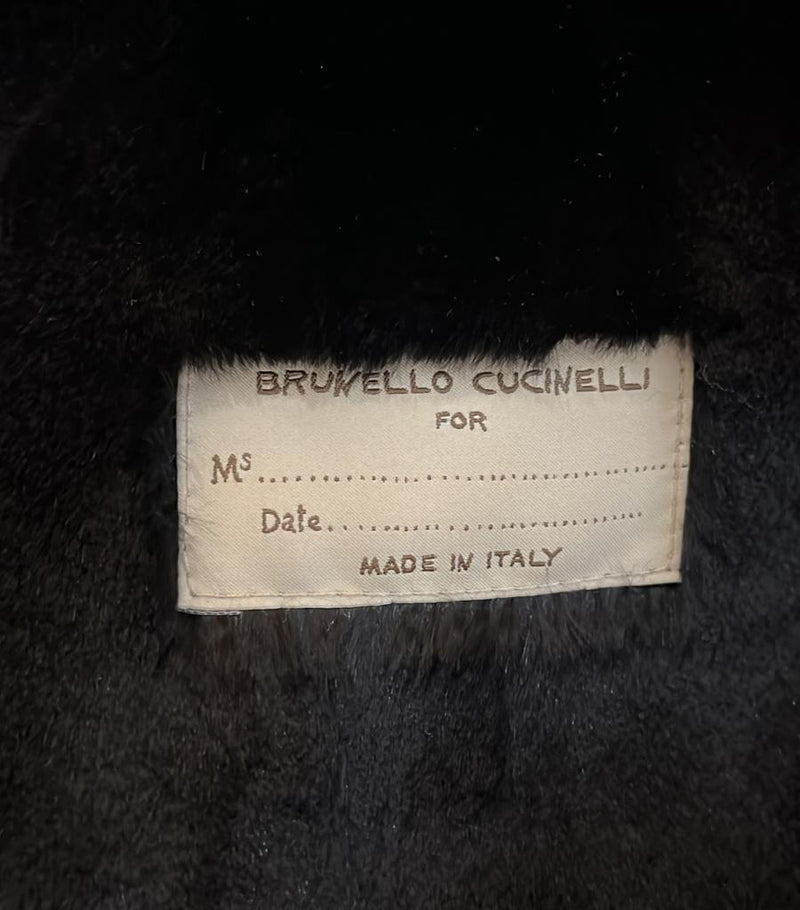 BRUNELLO CUCINELLI
FOR
Ms..............................................
Date....................................
MADE IN ITALY